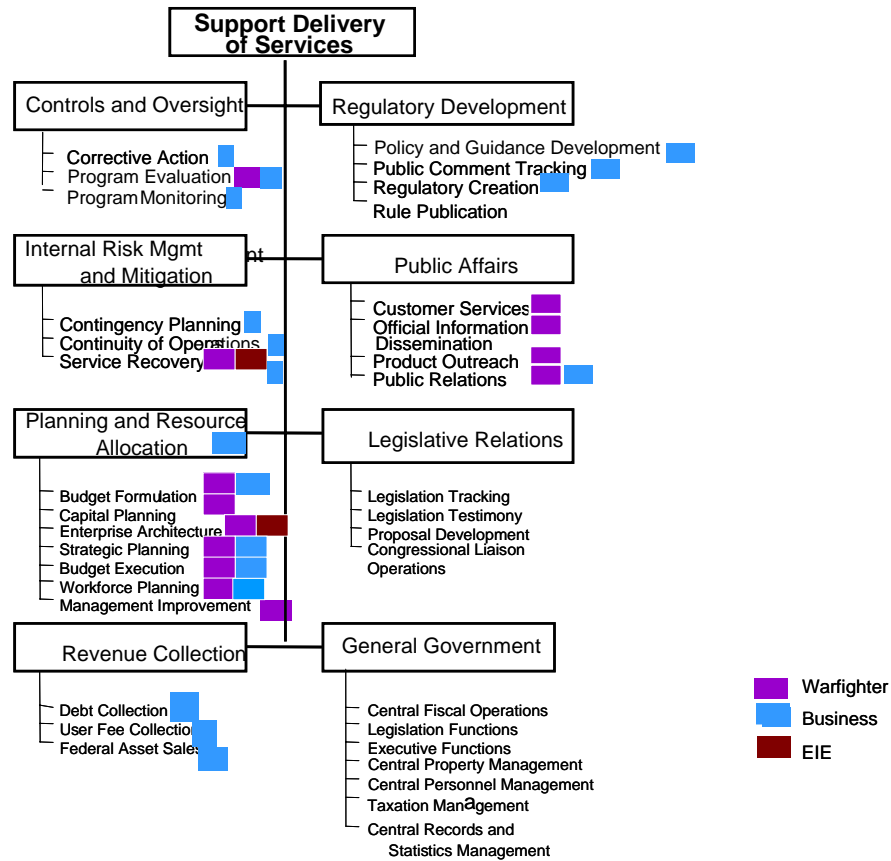 Support Delivery
of Services
Controls and Oversight
Corrective Action
Program Evaluation
Program Monitoring
Regulatory Development
Policy and Guidance Development
Public Comment Tracking
Regulatory Creation
Rule Publication
Internal Risk Mgmt
nt
and Mitigation
Contingency Planning
Continuity of Operations
Service Recovery
Public Affairs
Customer Services
Official Information
Dissemination
Product Outreach
Public Relations
Planning and Resource
Allocation
Budget Formulation
Capital Planning
Enterprise Architecture
Strategic Planning
Budget Execution
Workforce Planning
Management Improvement
Legislative Relations
Legislation Tracking
Legislation Testimony
Proposal Development
Congressional Liaison
Operations
Revenue Collection
Debt Collection
User Fee Collection
Federal Asset Sales
General Government
Central Fiscal Operations
Legislation Functions
Executive Functions
Central Property Management
Central Personnel Management
Taxation Management
Central Records and
Statistics Management
Warfighter
Business
EIE